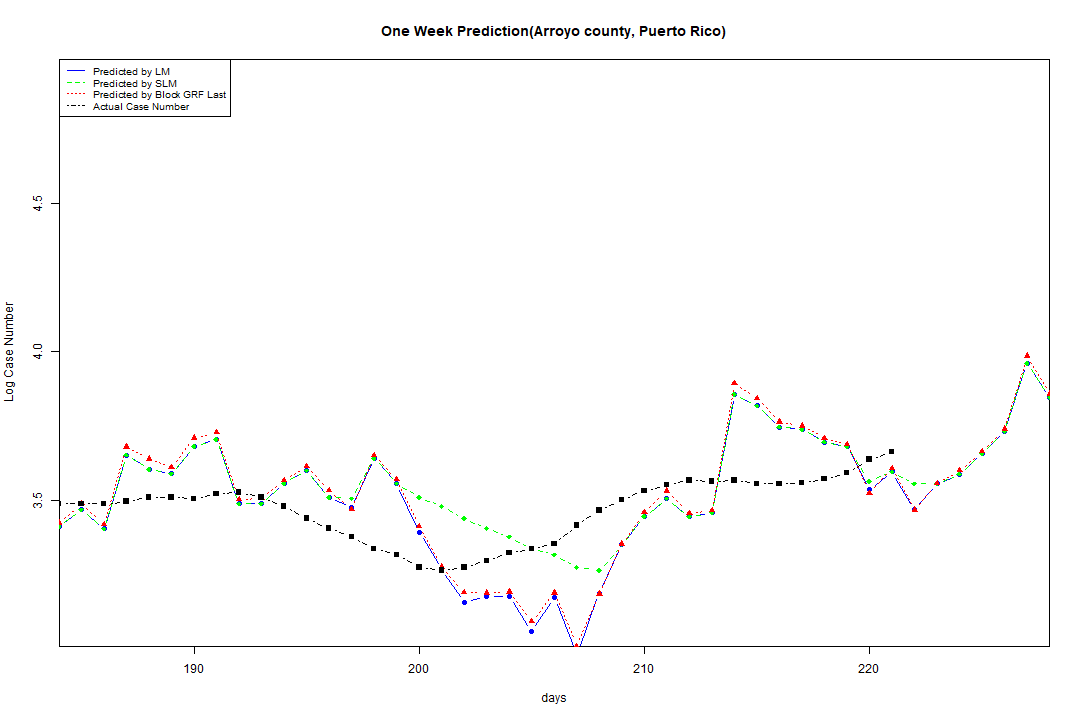 One Week Prediction(Arroyo county, Puerto Rico)
Predicted by LM
Predicted by SLM
Predicted by Block GRF Last
Actual Case Number
4.5
4.0
3.5
Log Case Number
190
200
210
220
days